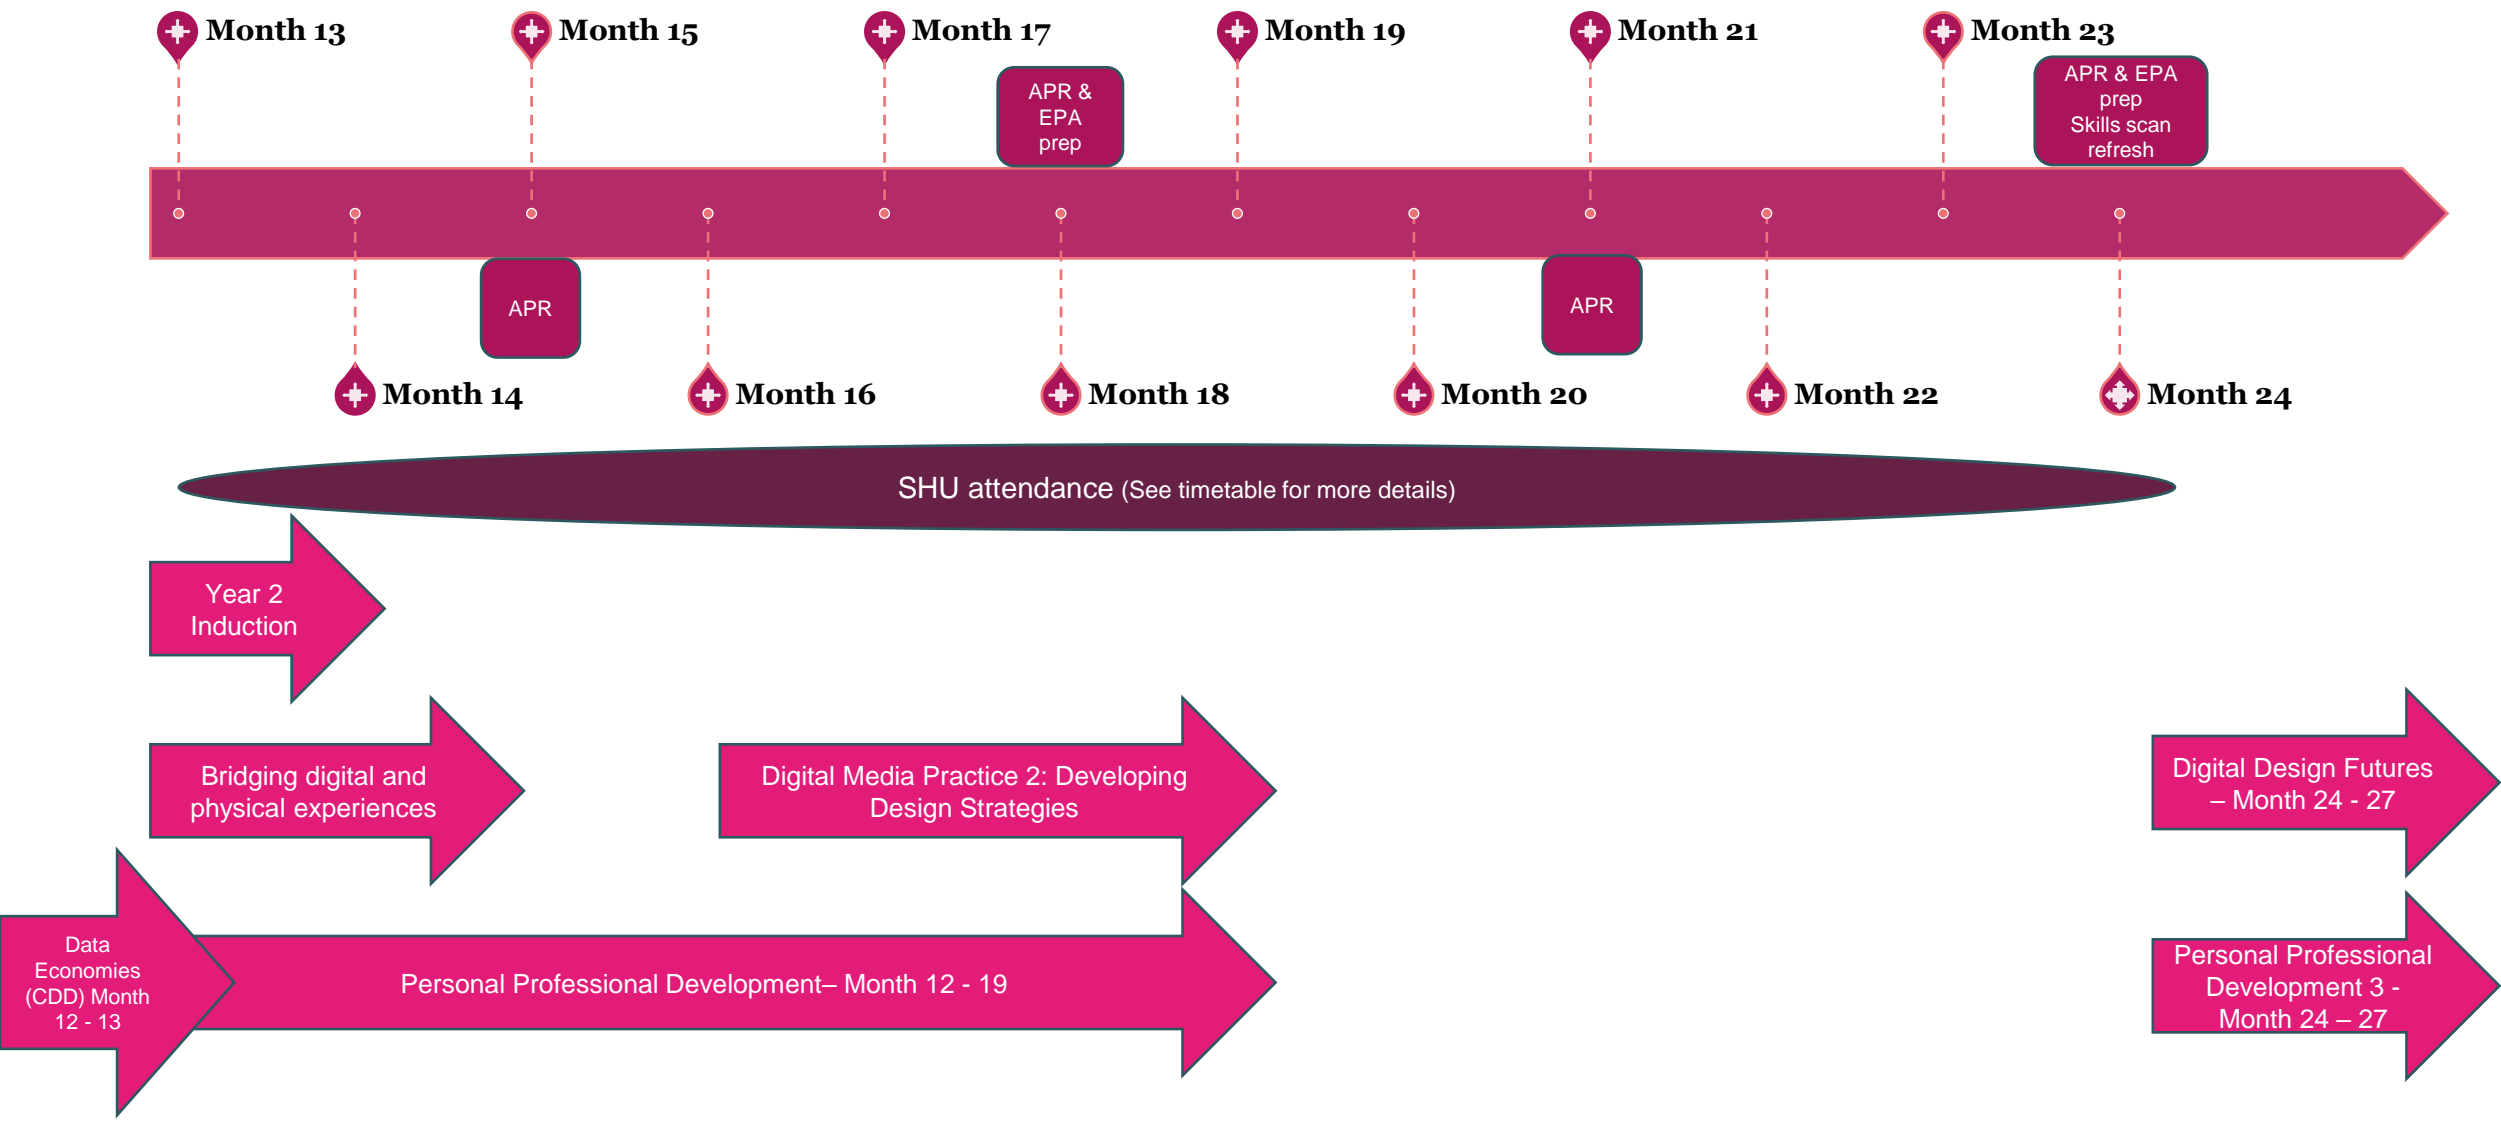 Month 13
Month 15
Month 17
Month 19
Month 21
Month 23
APR &
EPA
prep
APR & EPA
prep
Skills scan
refresh
APR
APR
Month 14
Month 16
Month 18
Month 20
Month 22
Month 24
SHU attendance (See timetable for more details)
Year 2
Induction
Bridging digital and
physical experiences
Digital Media Practice 2: Developing
Design Strategies
Digital Design Futures
– Month 24 - 27
Data
Economies
(CDD) Month
12 - 13
Personal Professional Development– Month 12 - 19
Personal Professional
Development 3 -
Month 24 – 27